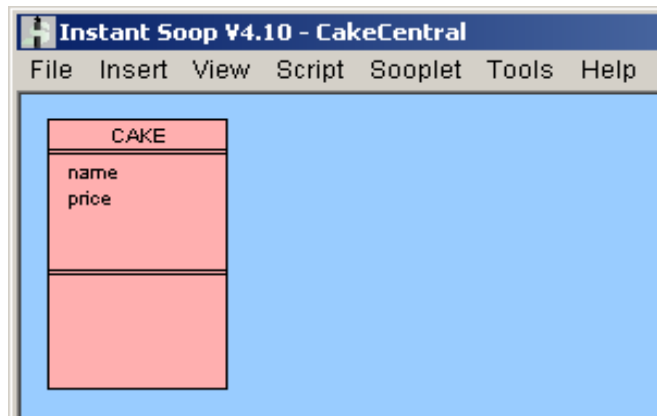 Instant Soop V4.10 - CakeCentral
File Insert View Script Sooplet Tools Help
CAKE
name
price